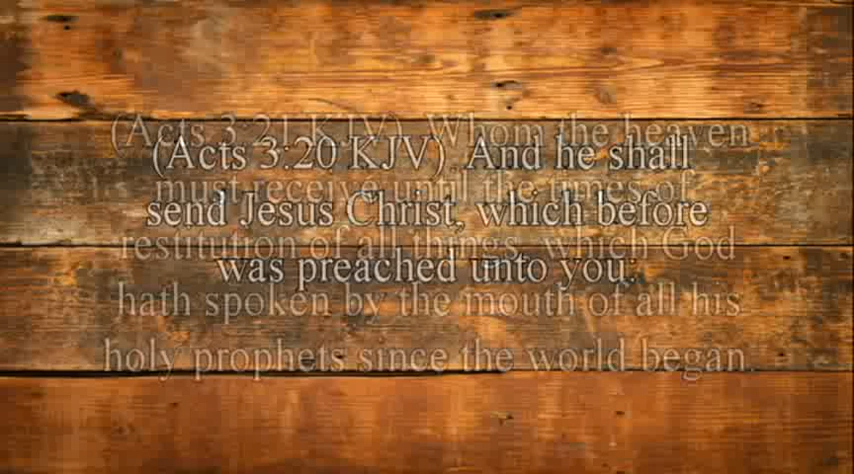 (Acts 3:20 KJV) And he shall
send Jesus Christ, which before
was preached unto you:
(Acts 3:21 KJV) Whom the heaven
must receive until the times of
restitution of all things, which God
hath spoken by the mouth of all his
holy prophets since the world began